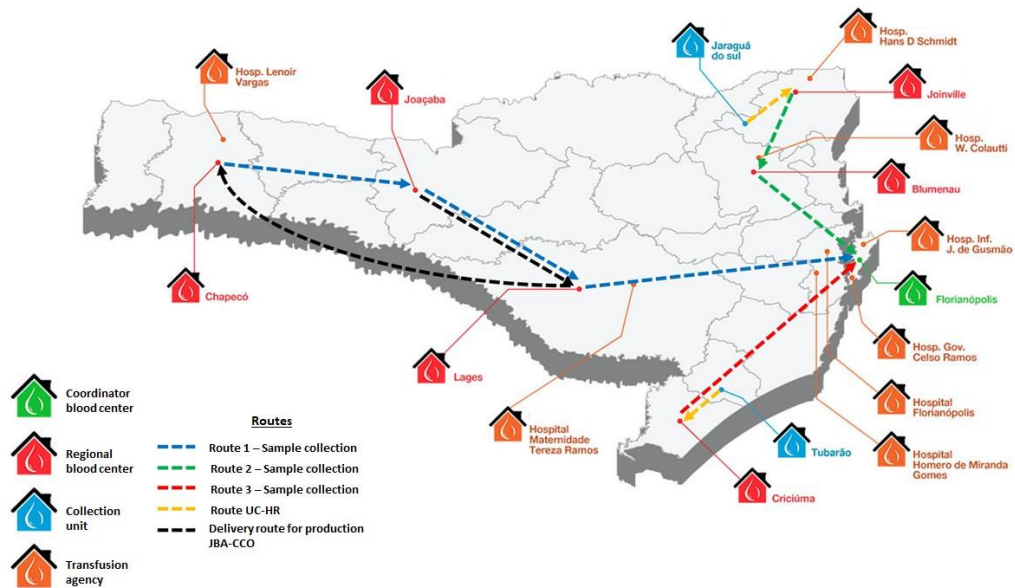 Hosp. Lenoir
Vargas
Joaçaba
Jaraguá
do sul
Hosp.
Hans D Schmidt
Joinville
Hosp.
W. Colautti
Blumenau
Hosp. Inf.
J. de Gusmão
Florianópolis
Hosp. Gov.
Celso Ramos
Hospital
Florianópolis
Hospital
Homero de Miranda
Gomes
Chapecó
Lages
Hospital
Maternidade
Tereza Ramos
Tubarão
Criciúma
Coordinator
blood center
Regional
blood center
Collection
unit
Transfusion
agency
Routes
Route 1 – Sample collection
Route 2 – Sample collection
Route 3 – Sample collection
Route UC-HR
Delivery route for production
JBA-CCO